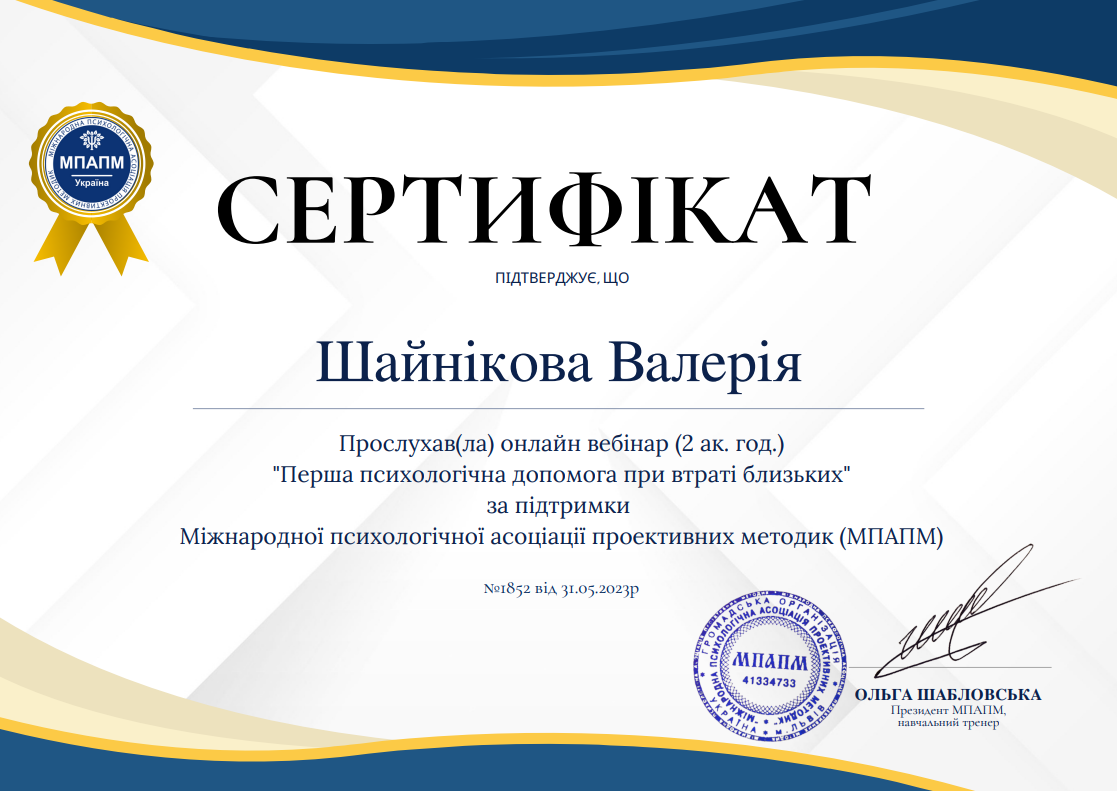 МІЖНАРОДНА ПСИХОЛОГІЧНА АСОЦІАЦІЯ ПРОЕКТИВНИХ МЕТОДИК
МПАПМ
Україна
СЕРТИФІКАТ
ПІДТВЕРДЖУЄ, ЩО
Шайнікова Валерія
Прослухав(ла) онлайн вебінар (2 ак. год.)
"Перша психологічна допомога при втраті близьких"
за підтримки
Міжнародної психологічної асоціації проективних методик (МПАПМ)
№1852 від 31.05.2023р
ГРОМАДСЬКА ОРГАНІЗАЦІЯ
"МІЖНАРОДНА ПСИХОЛОГІЧНА АСОЦІАЦІЯ ПРОЕКТИВНИХ МЕТОДИК"
МПАПМ
41334733
УКРАЇНА * М. ЛЬВІВ
ОЛЬГА ШАБЛОВСЬКА
Президент МПАПМ,
навчальний тренер